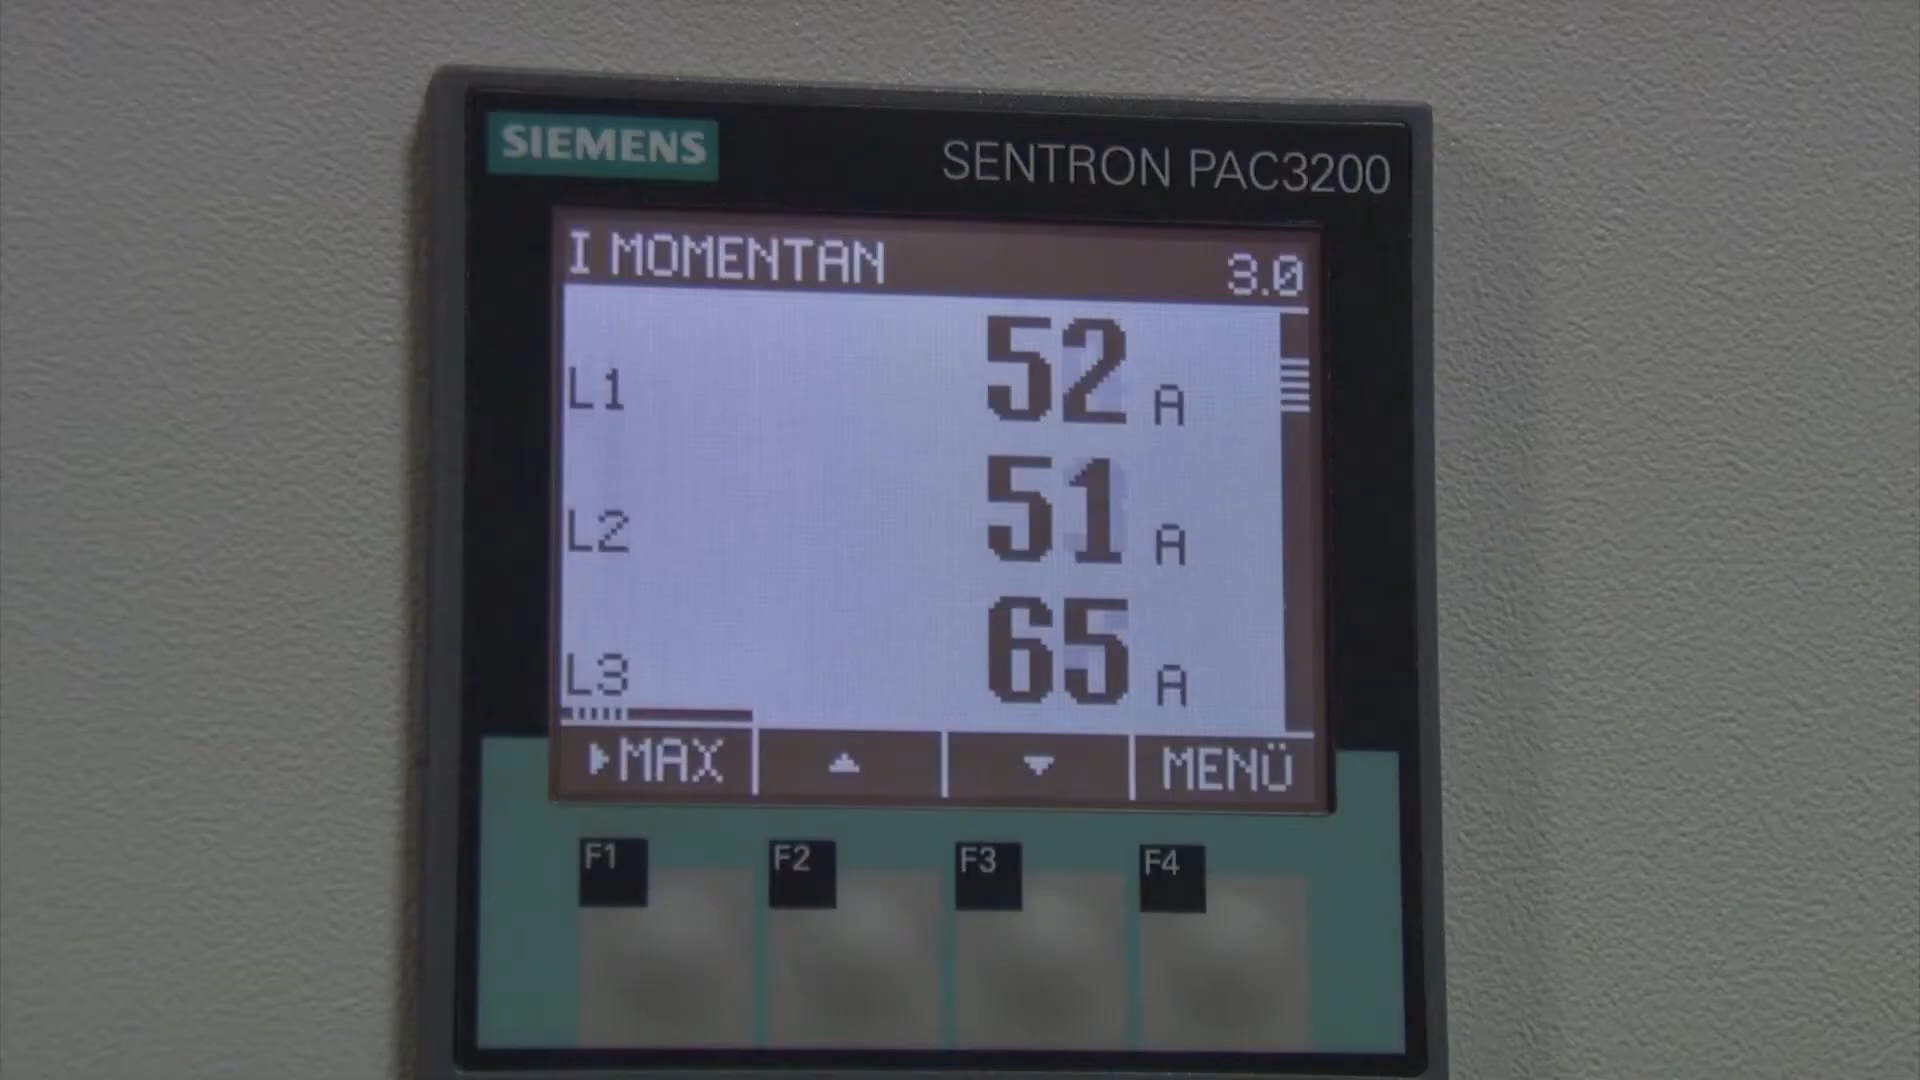 SIEMENS
SENTRON PAC3200
I MOMENTAN 3.0
L1 52 A
L2 51 A
L3 65 A
MAX MENÜ
F1 F2 F3 F4